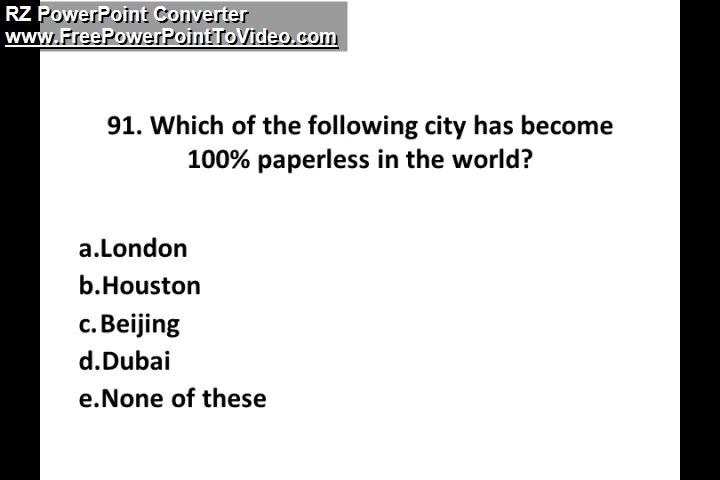 RZ PowerPoint Converter
www.FreePowerPointToVideo.com
91. Which of the following city has become
100% paperless in the world?
a.London
b.Houston
c.Beijing
d.Dubai
e.None of these